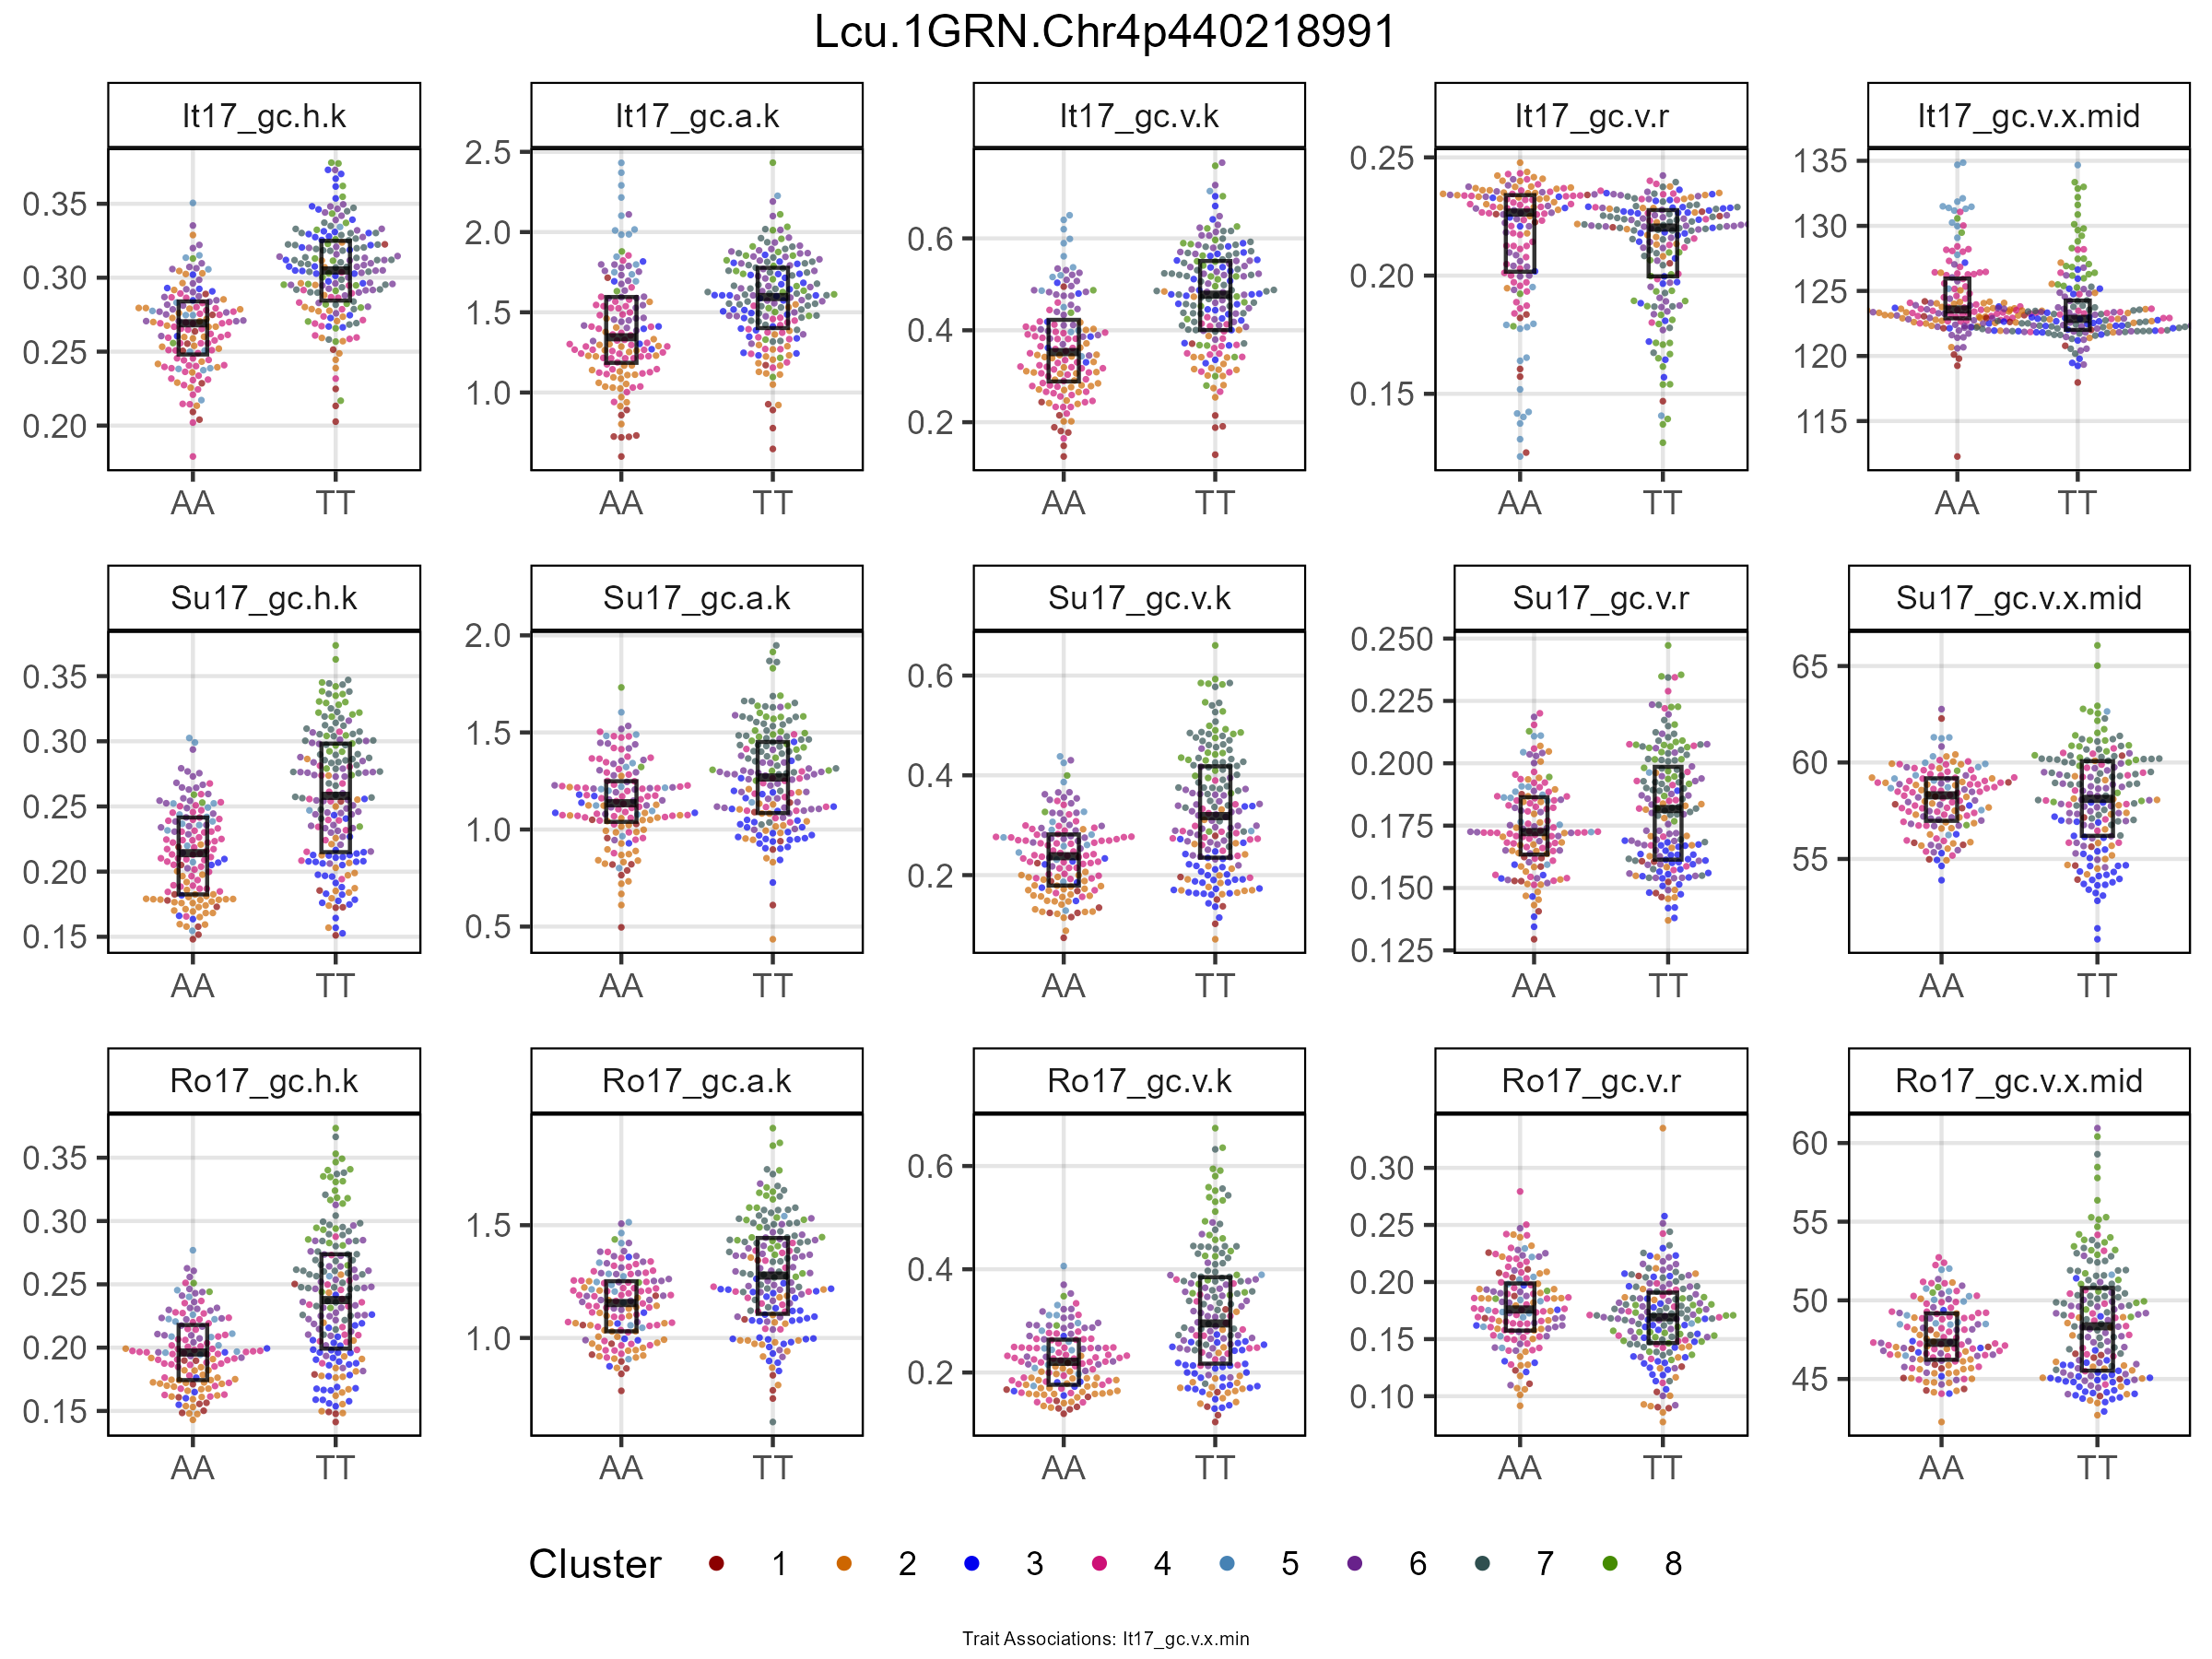 Lcu.1GRN.Chr4p440218991
It17_gc.h.k It17_gc.a.k It17_gc.v.k It17_gc.v.r It17_gc.v.x.mid
0.35 0.30 0.25 0.20
2.5 2.0 1.5 1.0
0.6 0.4 0.2
0.25 0.20 0.15
135 130 125 120 115
AA TT AA TT AA TT AA TT AA TT
Su17_gc.h.k Su17_gc.a.k Su17_gc.v.k Su17_gc.v.r Su17_gc.v.x.mid
0.35 0.30 0.25 0.20 0.15
2.0 1.5 1.0 0.5
0.6 0.4 0.2
0.250 0.225 0.200 0.175 0.150 0.125
65 60 55
AA TT AA TT AA TT AA TT AA TT
Ro17_gc.h.k Ro17_gc.a.k Ro17_gc.v.k Ro17_gc.v.r Ro17_gc.v.x.mid
0.35 0.30 0.25 0.20 0.15
1.5 1.0
0.6 0.4 0.2
0.30 0.25 0.20 0.15 0.10
60 55 50 45
AA TT AA TT AA TT AA TT AA TT
Cluster 1 2 3 4 5 6 7 8
Trait Associations: It17_gc.v.x.min